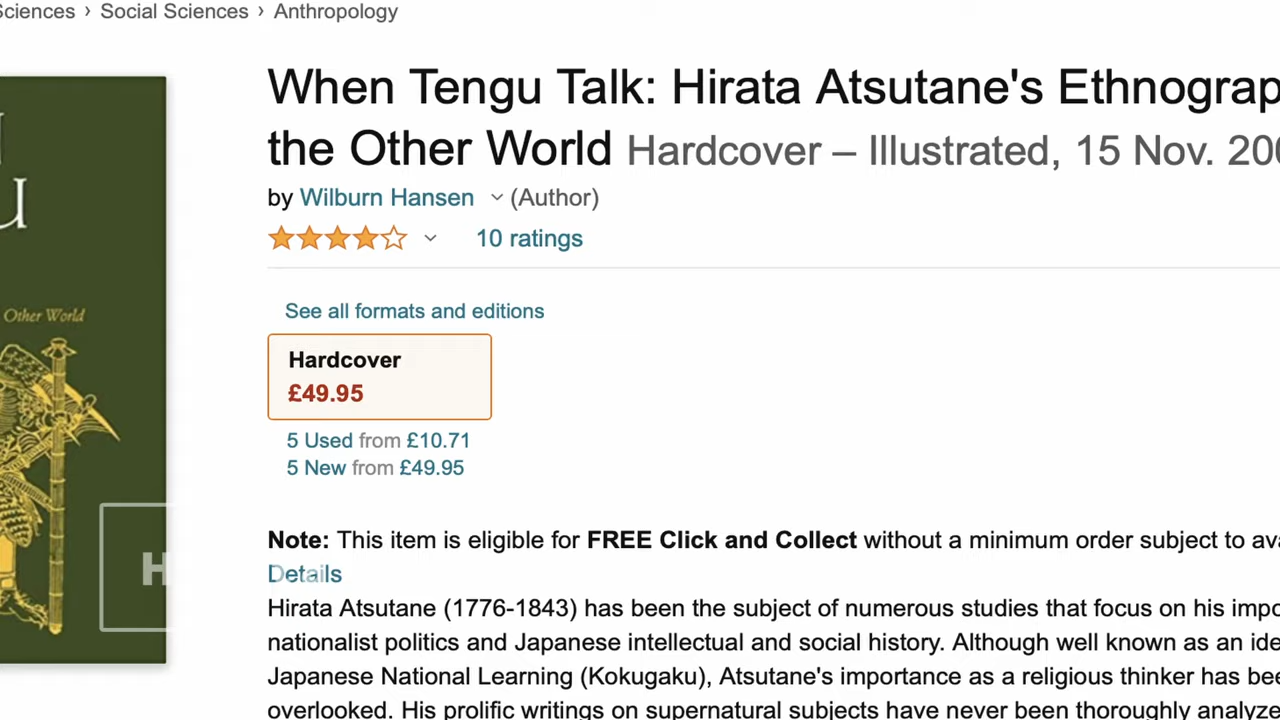 Sciences › Social Sciences › Anthropology
When Tengu Talk: Hirata Atsutane's Ethnograp
the Other World Hardcover – Illustrated, 15 Nov. 200
by Wilburn Hansen (Author)
10 ratings
Other World
See all formats and editions
Hardcover
£49.95
5 Used from £10.71
5 New from £49.95
H
Note: This item is eligible for FREE Click and Collect without a minimum order subject to ava
Details
Hirata Atsutane (1776-1843) has been the subject of numerous studies that focus on his impo
nationalist politics and Japanese intellectual and social history. Although well known as an ide
Japanese National Learning (Kokugaku), Atsutane's importance as a religious thinker has bee
overlooked. His prolific writings on supernatural subjects have never been thoroughly analyze